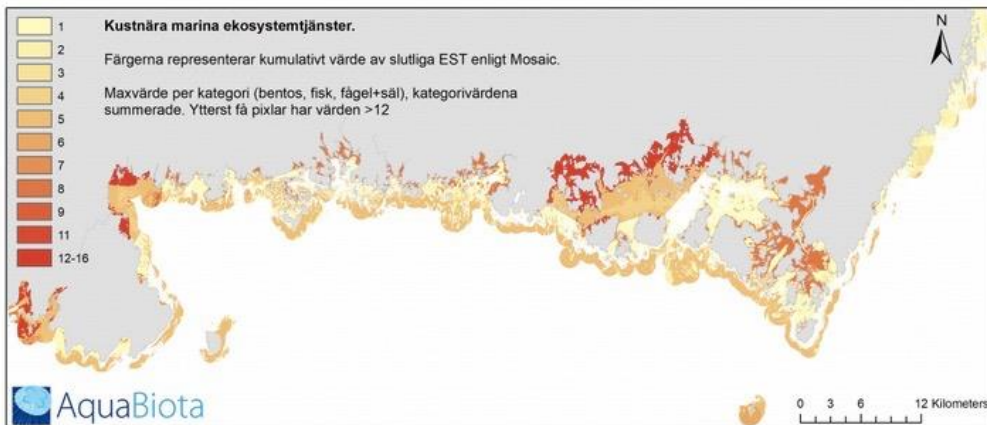 1
2
3
4
5
6
7
8
9
11
12-16
Kustnära marina ekosystemtjänster.
Färgerna representerar kumulativt värde av slutliga EST enligt Mosaic.
Maxvärde per kategori (bentos, fisk, fågel+säl), kategorivärdena
summerade. Ytterst få pixlar har värden >12
N
AquaBiota
0 3 6 12 Kilometers